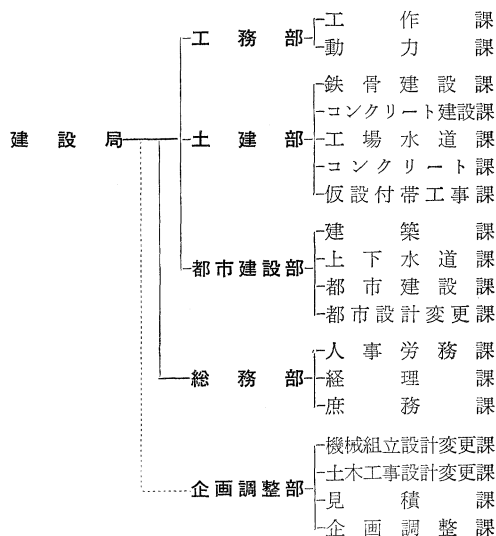 建設局
工務部
工作課
動力課
土建部
鉄骨建設課
コンクリート建設課
工場水道課
コンクリート課
仮設付帯工事課
都市建設部
建築課
上下水道課
都市建設課
都市設計変更課
総務部
人事労務課
経理課
庶務課
企画調整部
機械組立設計変更課
土木工事設計変更課
見積課
企画調整課